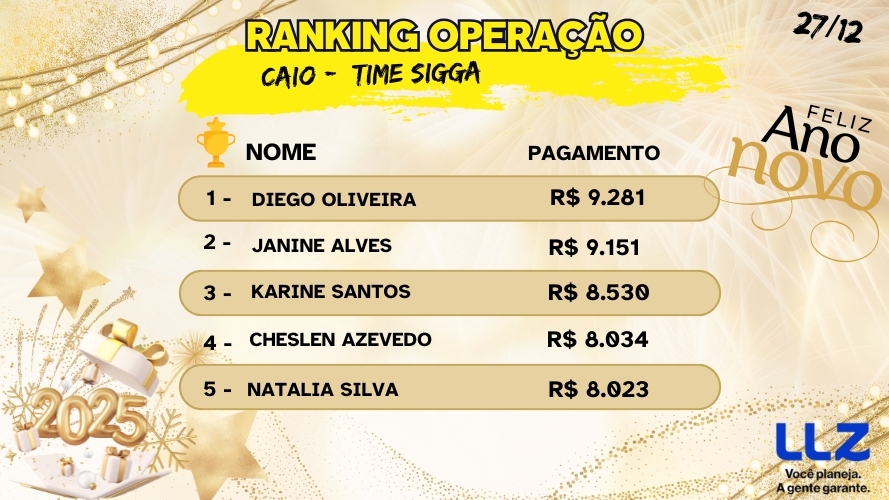 RANKING OPERAÇÃO
27/12
CAIO - TIME SIGGA
FELIZ
Ano
novo
NOME PAGAMENTO
1 - DIEGO OLIVEIRA R$ 9.281
2 - JANINE ALVES R$ 9.151
3 - KARINE SANTOS R$ 8.530
4 - CHESLEN AZEVEDO R$ 8.034
5 - NATALIA SILVA R$ 8.023
2025
LLZ
Você planeja.
A gente garante.